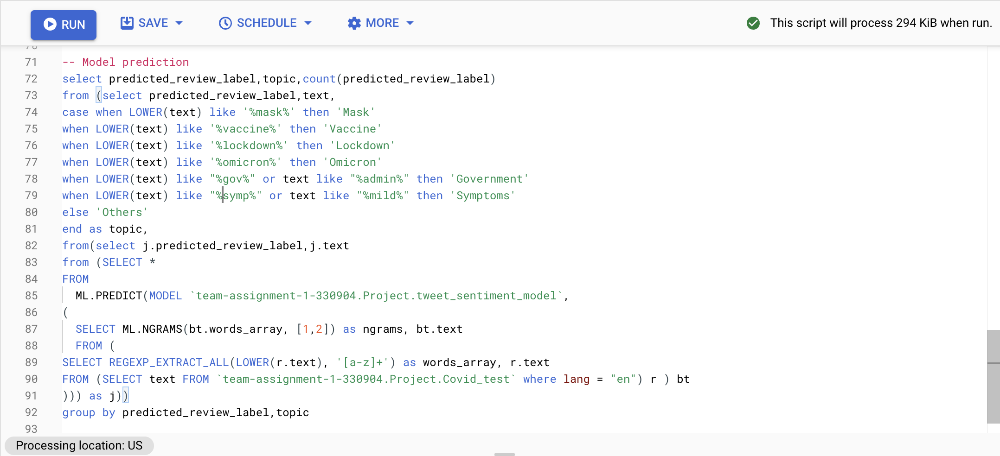 RUN SAVE SCHEDULE MORE This script will process 294 KiB when run.
71 -- Model prediction
72 select predicted_review_label,topic,count(predicted_review_label)
73 from (select predicted_review_label,text,
74 case when LOWER(text) like '%mask%' then 'Mask'
75 when LOWER(text) like '%vaccine%' then 'Vaccine'
76 when LOWER(text) like '%lockdown%' then 'Lockdown'
77 when LOWER(text) like '%omicron%' then 'Omicron'
78 when LOWER(text) like "%gov%" or text like "%admin%" then 'Government'
79 when LOWER(text) like "%symp%" or text like "%mild%" then 'Symptoms'
80 else 'Others'
81 end as topic,
82 from(select j.predicted_review_label,j.text
83 from (SELECT *
84 FROM
85 ML.PREDICT(MODEL `team-assignment-1-330904.Project.tweet_sentiment_model`,
86 (
87 SELECT ML.NGRAMS(bt.words_array, [1,2]) as ngrams, bt.text
88 FROM (
89 SELECT REGEXP_EXTRACT_ALL(LOWER(r.text), '[a-z]+') as words_array, r.text
90 FROM (SELECT text FROM `team-assignment-1-330904.Project.Covid_test` where lang = "en") r ) bt
91 ))) as j))
92 group by predicted_review_label,topic
93
Processing location: US